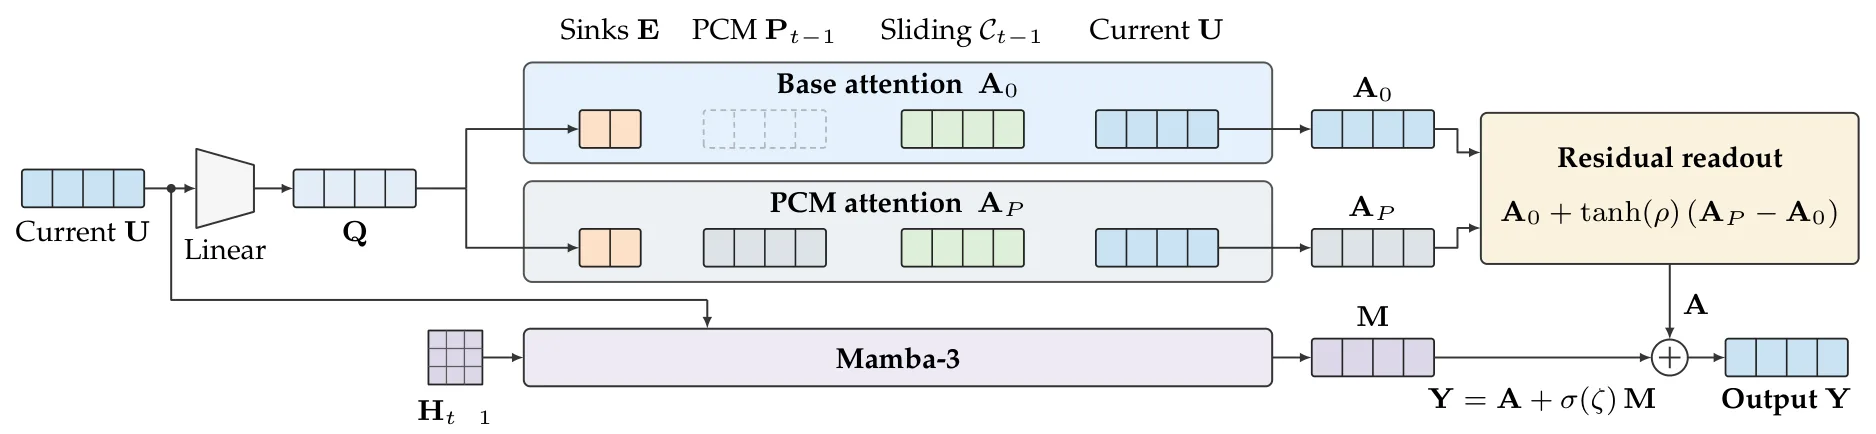 Sinks E
PCM P_{t−1}
Sliding 𝒞_{t−1}
Current U
Base attention A_0
A_0
Current U
Linear
Q
PCM attention A_P
A_P
Residual readout
A_0 + tanh(ρ) (A_P − A_0)
A
H_{t 1}
Mamba-3
M
Y = A + σ(ζ) M
Output Y